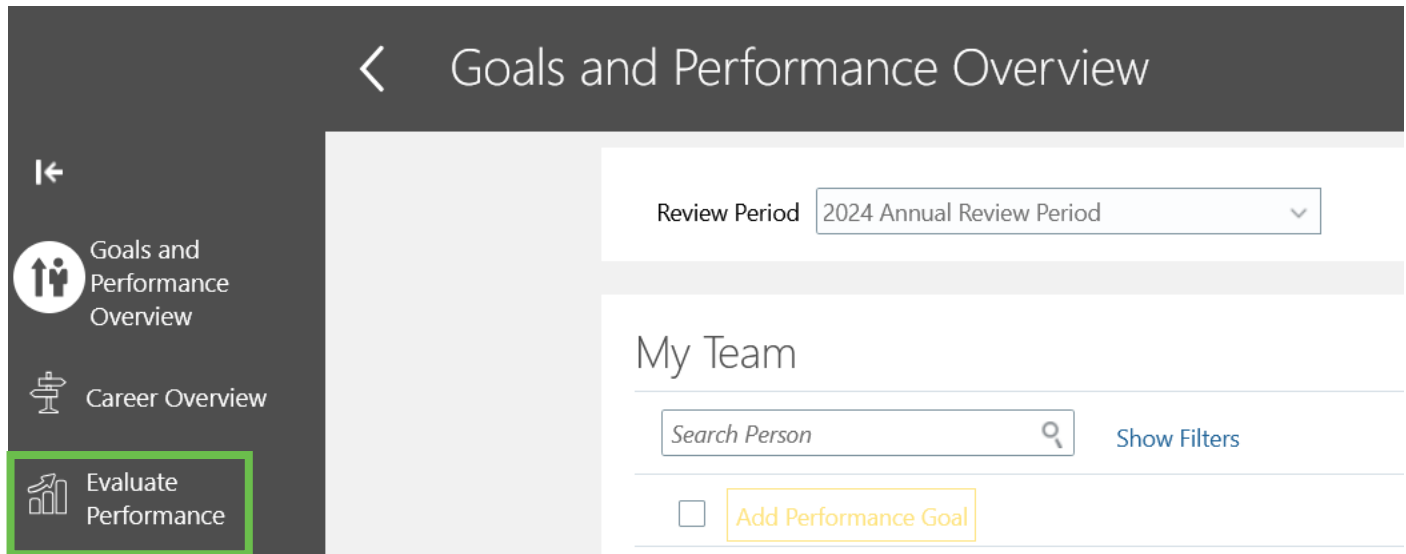 Goals and Performance Overview
Goals and
Performance
Overview
Career Overview
Evaluate
Performance
Review Period 2024 Annual Review Period
My Team
Search Person Show Filters
Add Performance Goal